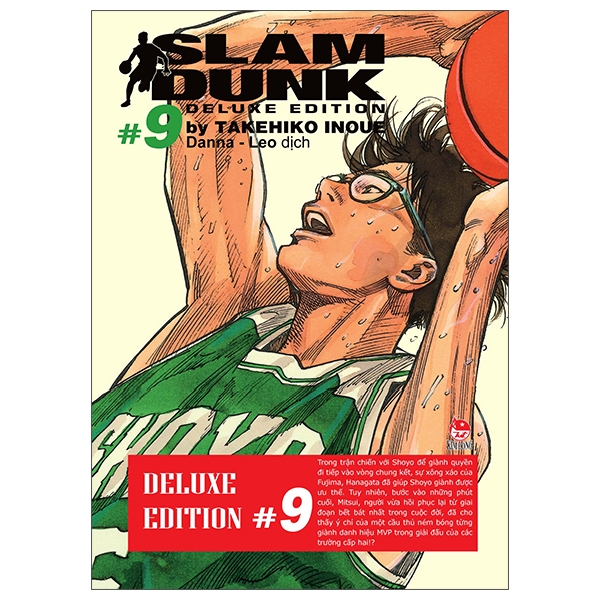 SLAM
DUNK
DELUXE EDITION
#9 by TAKEHIKO INOUE
Danna - Leo dịch
SHOYO
KIM ĐỒNG
DELUXE
EDITION #9
Trong trận chiến với Shoyo để giành quyền
đi tiếp vào vòng chung kết, sự xông xáo của
Fujima, Hanagata đã giúp Shoyo giành được
ưu thế. Tuy nhiên, bước vào những phút
cuối, Mitsui, người vừa hồi phục lại từ giai
đoạn bết bát nhất trong cuộc đời, đã cho
thấy ý chí của một cầu thủ ném bóng từng
giành danh hiệu MVP trong giải đấu của các
trường cấp hai!?